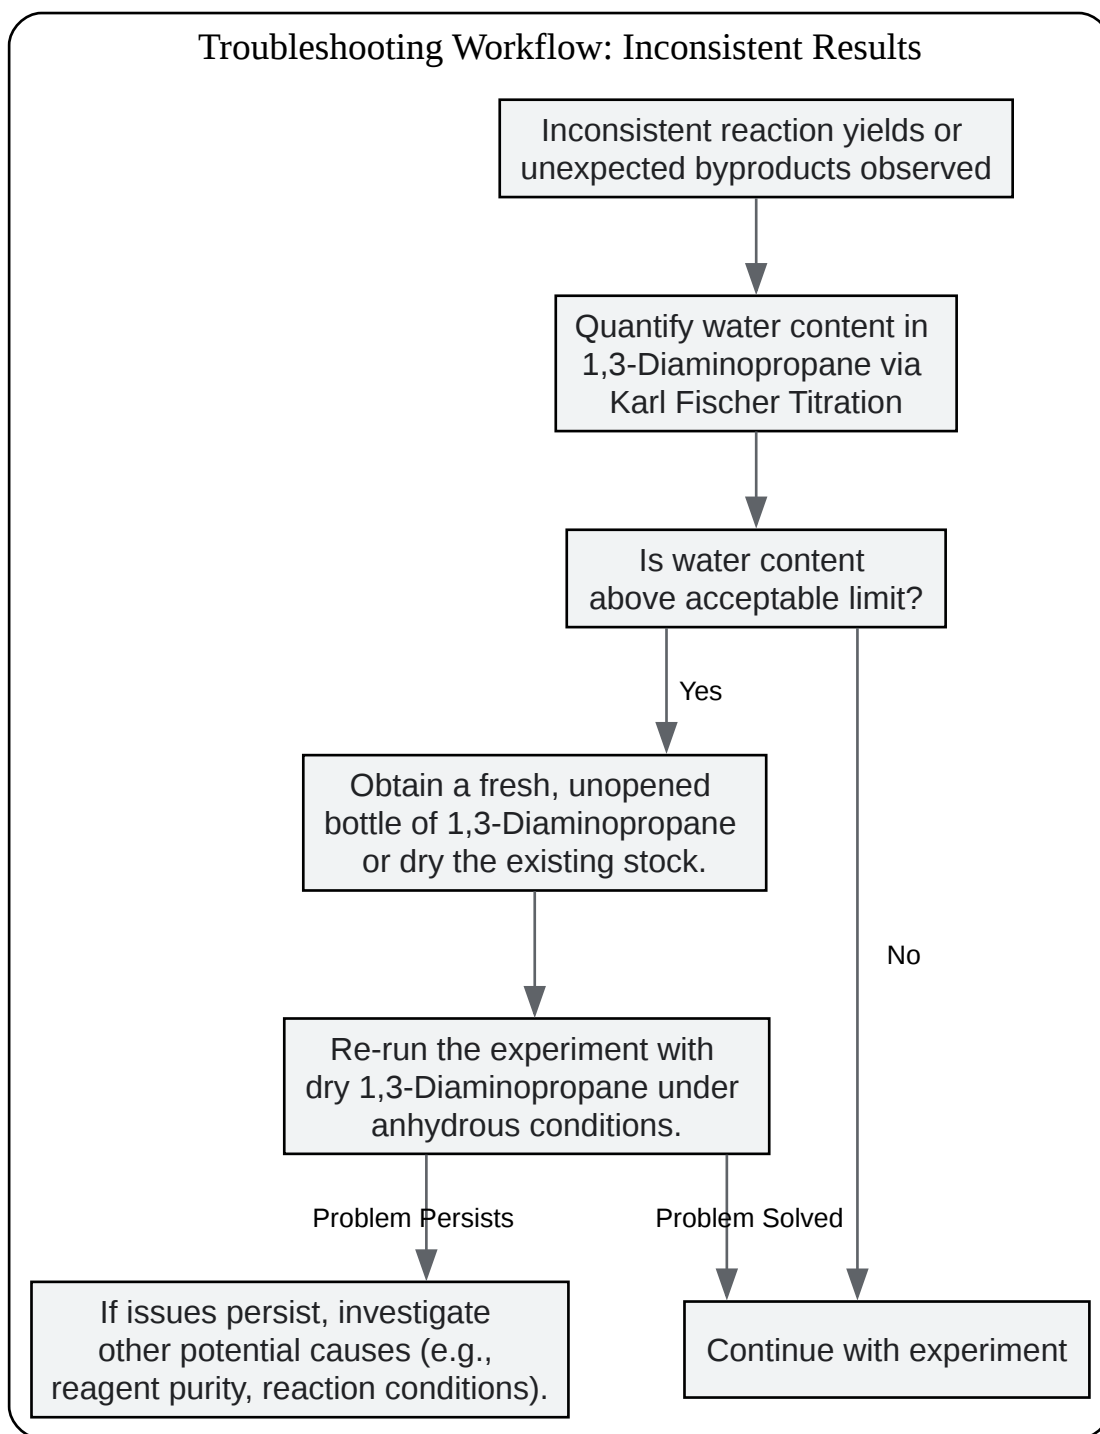 Troubleshooting Workflow: Inconsistent Results
Inconsistent reaction yields or
unexpected byproducts observed
Quantify water content in
1,3-Diaminopropane via
Karl Fischer Titration
Is water content
above acceptable limit?
Yes
Obtain a fresh, unopened
bottle of 1,3-Diaminopropane
or dry the existing stock.
No
Re-run the experiment with
dry 1,3-Diaminopropane under
anhydrous conditions.
Problem Persists
Problem Solved
If issues persist, investigate
other potential causes (e.g.,
reagent purity, reaction conditions).
Continue with experiment